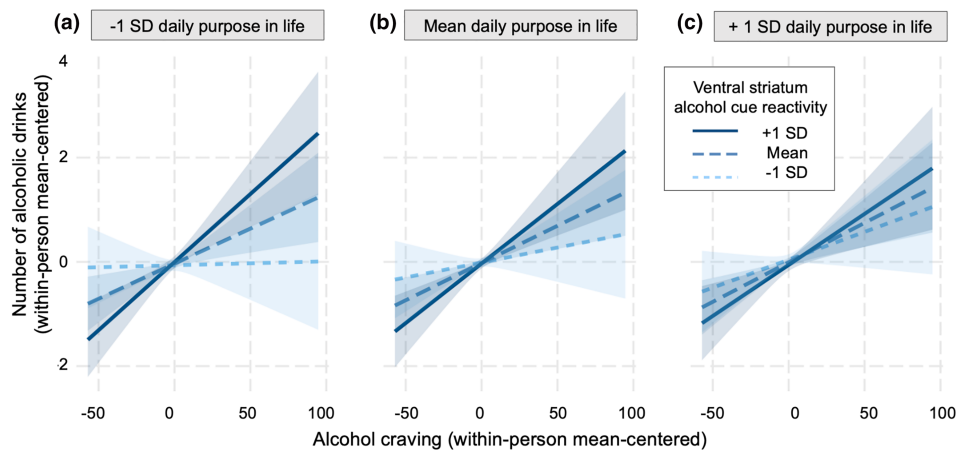 (a) -1 SD daily purpose in life
(b) Mean daily purpose in life
(c) + 1 SD daily purpose in life
Number of alcoholic drinks
(within-person mean-centered)
4
2
0
-2
Ventral striatum
alcohol cue reactivity
+1 SD
Mean
-1 SD
-50 0 50 100
-50 0 50 100
-50 0 50 100
Alcohol craving (within-person mean-centered)